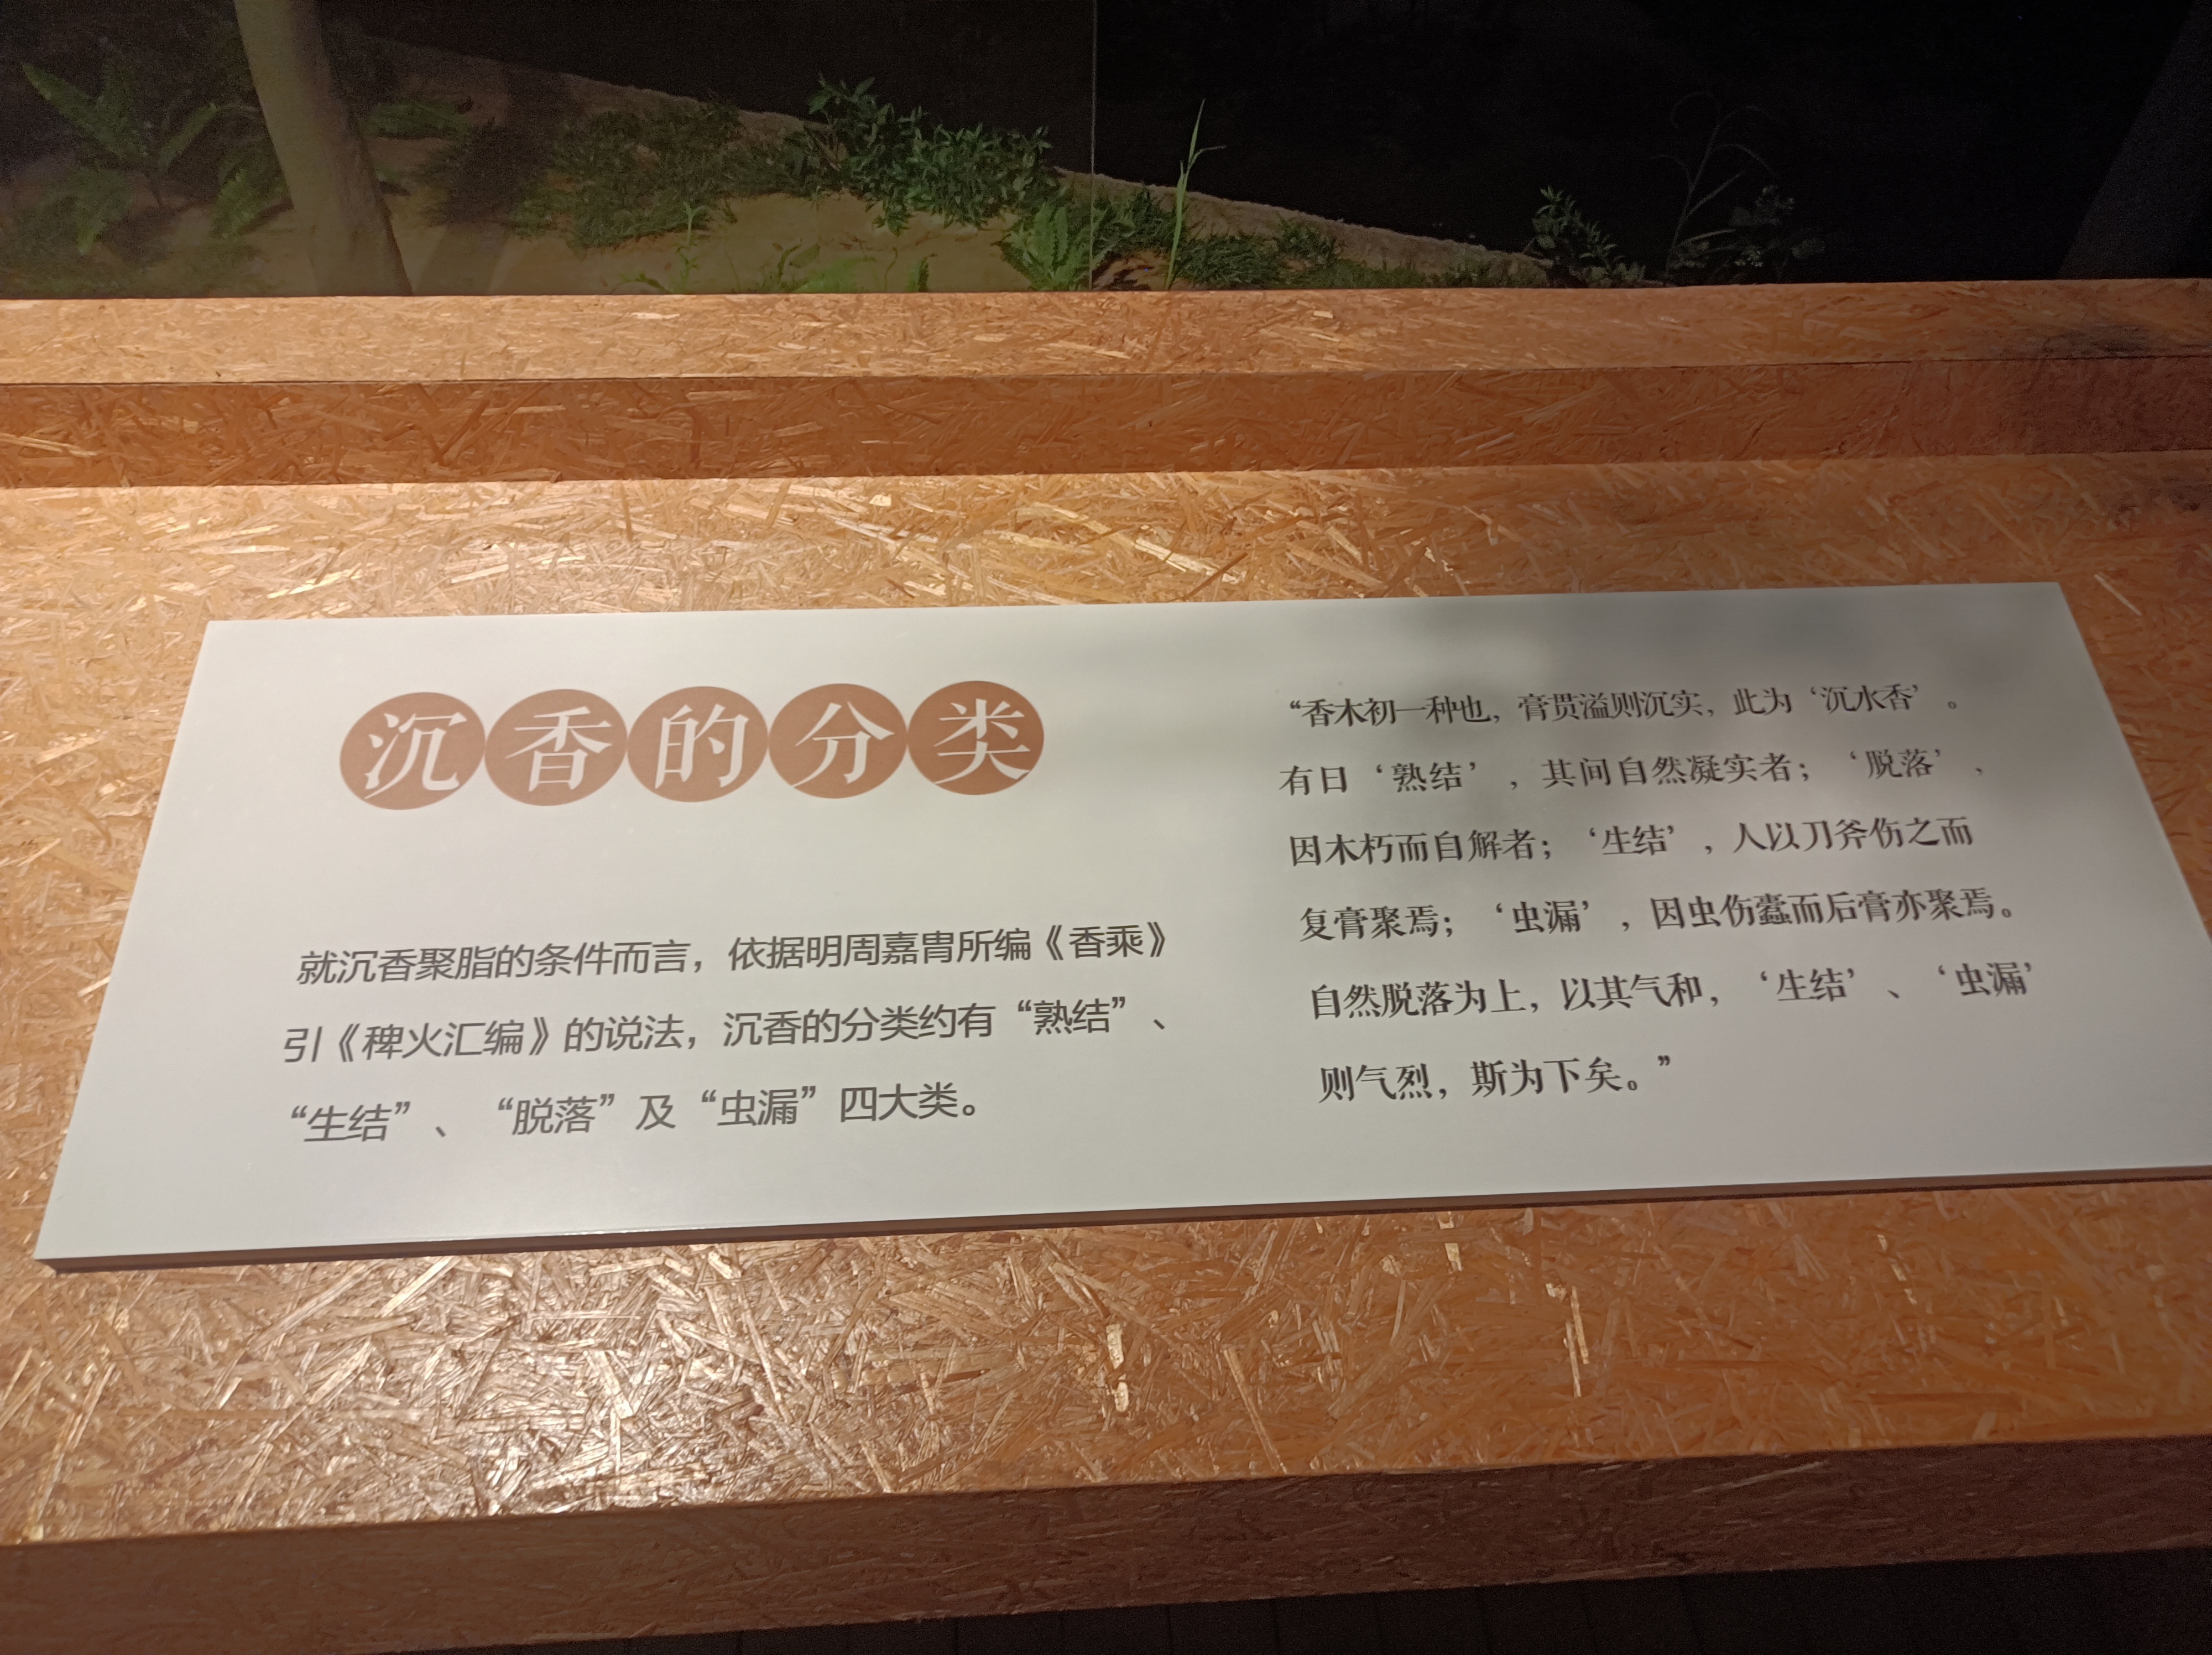 沉香的分类
就沉香聚脂的条件而言，依据明周嘉胄所编《香乘》
引《稗火汇编》的说法，沉香的分类约有“熟结”、
“生结”、“脱落”及“虫漏”四大类。
“香木初一种也，膏贯溢则沉实，此为‘沉水香’。
有日‘熟结’，其间自然凝实者；‘脱落’，
因木朽而自解者；‘生结’，人以刀斧伤之而
复膏聚焉；‘虫漏’，因虫伤蠹而后膏亦聚焉。
自然脱落为上，以其气和，‘生结’、‘虫漏’
则气烈，斯为下矣。”